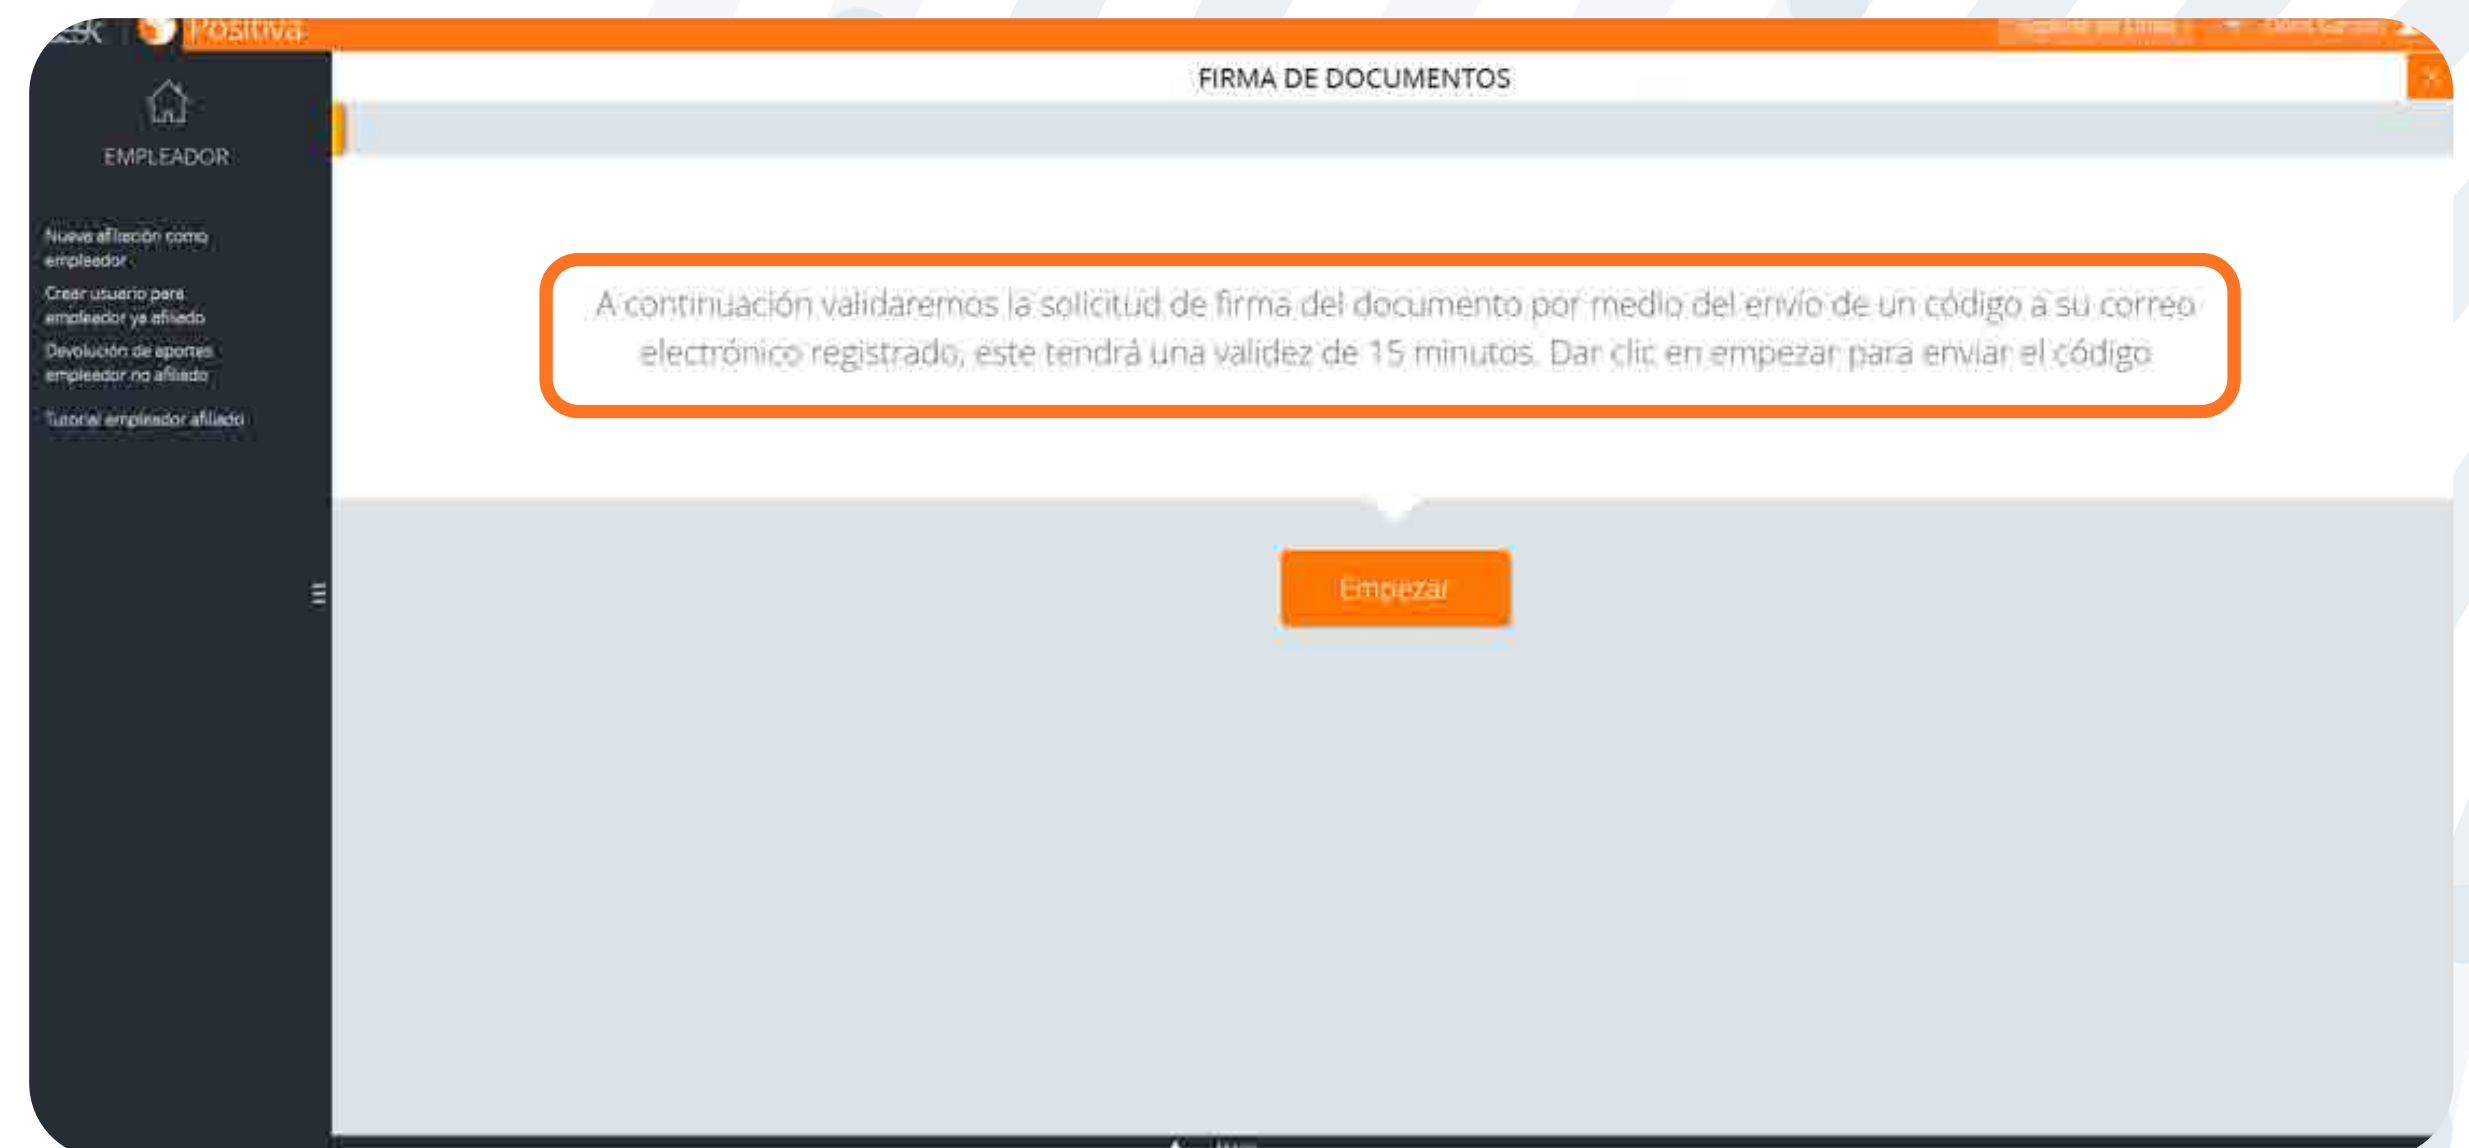 Positiva
FIRMA DE DOCUMENTOS
EMPLEADOR
Nueva afiliación como
empleador
Crear usuario para
empleador ya afiliado
Devolución de aportes
empleador no afiliado
Tutorial empleador afiliado
A continuación validaremos la solicitud de firma del documento por medio del envío de un código a su correo
electrónico registrado, este tendrá una validez de 15 minutos. Dar clic en empezar para enviar el código
Empezar